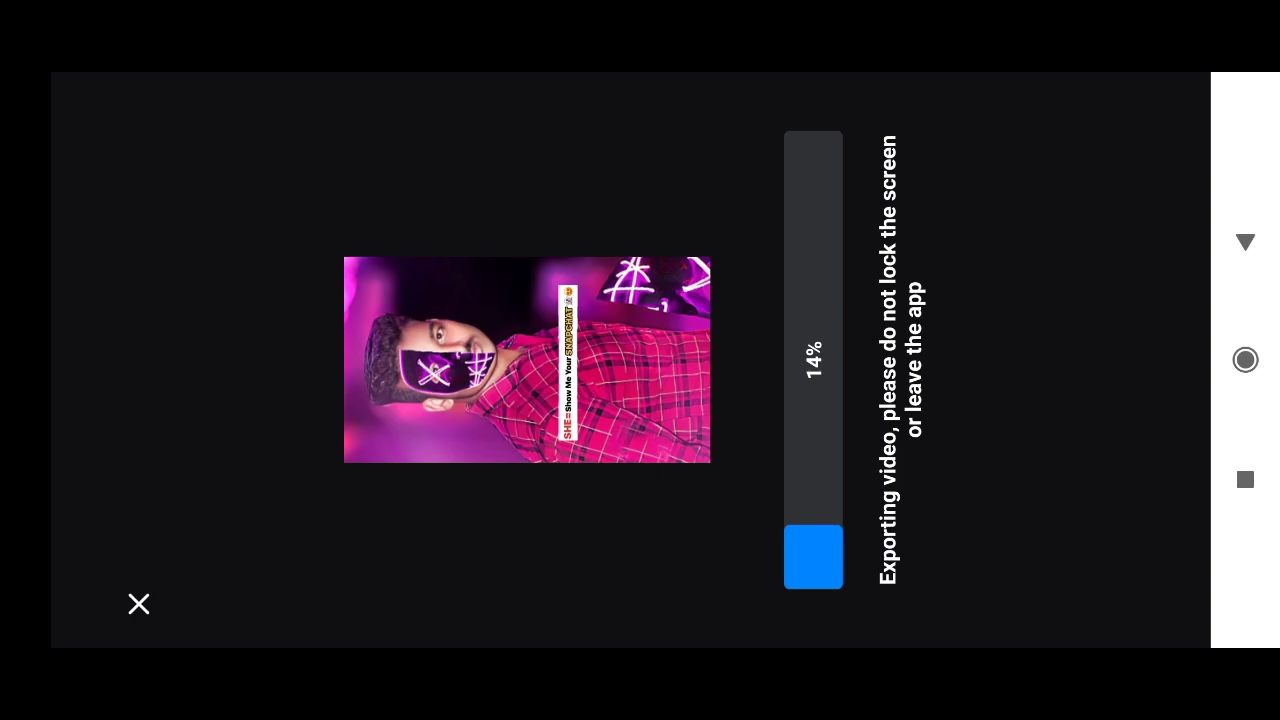 SHE=Show Me Your SNAPCHAT
14%
Exporting video, please do not lock the screen
or leave the app